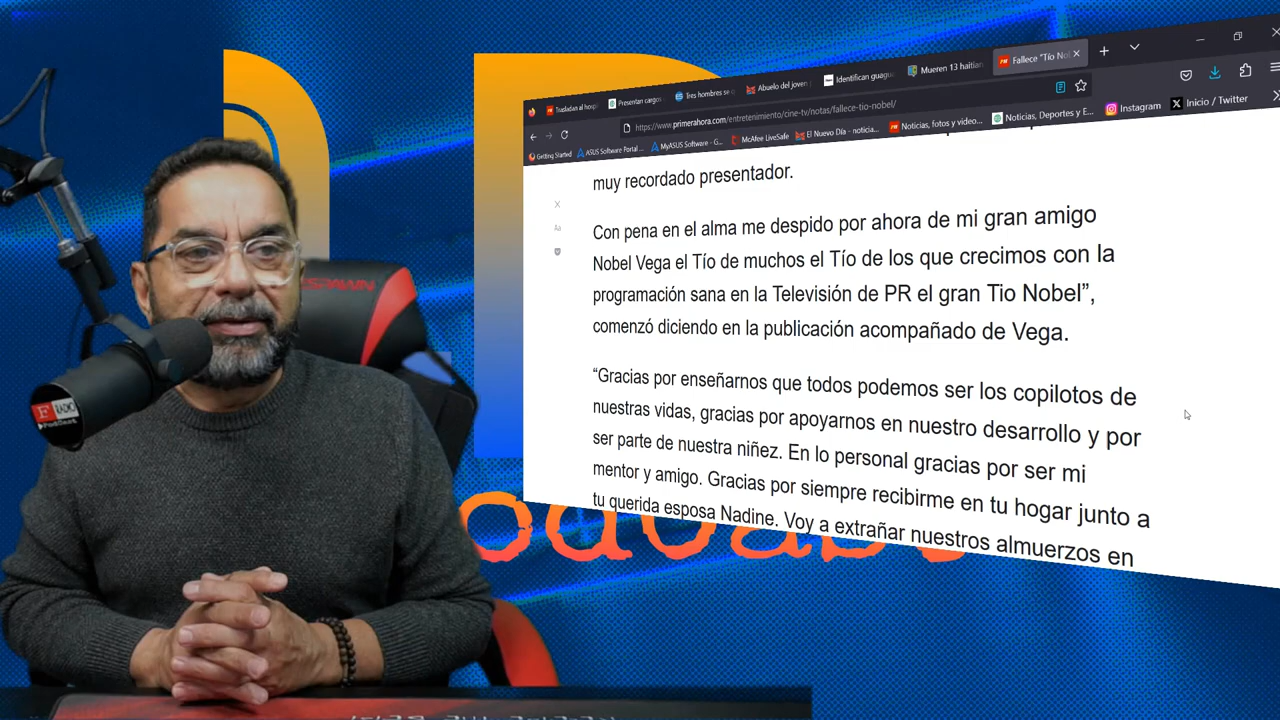 Trasladan al hospi
Presentan cargos
Tres hombres se q
Abuelo del joven
Identifican guagu
Mueren 13 haitian
Fallece "Tío No
https://www.primerahora.com/entretenimiento/cine-tv/notas/fallece-tio-nobel/
Getting Started
ASUS Software Portal ...
MyASUS Software - G...
McAfee LiveSafe
El Nuevo Día - noticia...
Noticias, fotos y video...
Noticias, Deportes y E...
Instagram
Inicio / Twitter
muy recordado presentador.
Con pena en el alma me despido por ahora de mi gran amigo
Nobel Vega el Tío de muchos el Tío de los que crecimos con la
programación sana en la Televisión de PR el gran Tio Nobel”,
comenzó diciendo en la publicación acompañado de Vega.
“Gracias por enseñarnos que todos podemos ser los copilotos de
nuestras vidas, gracias por apoyarnos en nuestro desarrollo y por
ser parte de nuestra niñez. En lo personal gracias por ser mi
mentor y amigo. Gracias por siempre recibirme en tu hogar junto a
tu querida esposa Nadine. Voy a extrañar nuestros almuerzos en
RESPAWN
F RADIO
Podcast